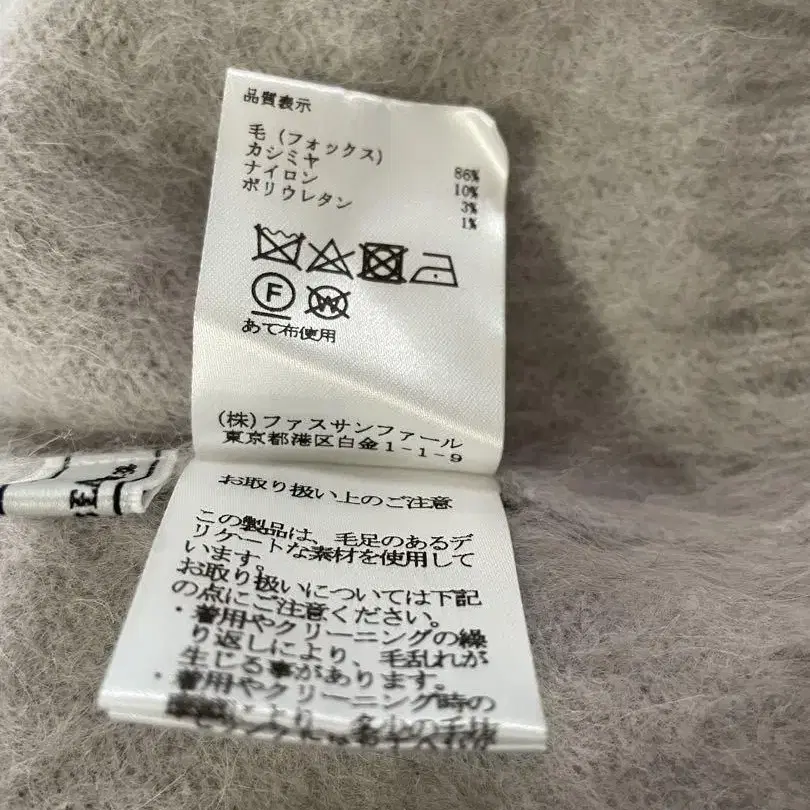 品質表示
毛(フォックス) 86%
カシミヤ 10%
ナイロン 3%
ポリウレタン 1%
F W
あて布使用
(株)ファスサンファール
東京都港区白金1-1-9
お取り扱い上のご注意
この製品は、毛足のあるデ
リケートな素材を使用して
います。
お取り扱いについては下記
の点にご注意ください。
・着用やクリーニングの繰
り返しにより、毛乱れが
生じる事があります。
・着用やクリーニング時の
により、多少の毛抜